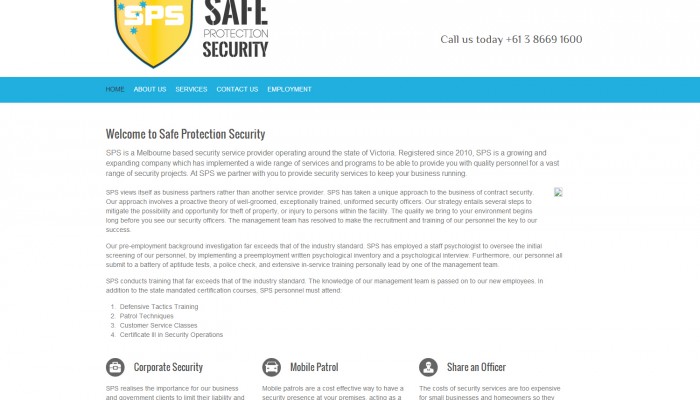 SPS
SAFE
PROTECTION
SECURITY
Call us today +61 3 8669 1600
HOME ABOUT US SERVICES CONTACT US EMPLOYMENT
Welcome to Safe Protection Security
SPS is a Melbourne based security service provider operating around the state of Victoria. Registered since 2010, SPS is a growing and
expanding company which has implemented a wide range of services and programs to be able to provide you with quality personnel for a vast
range of security projects. At SPS we partner with you to provide security services to keep your business running.
SPS views itself as business partners rather than another service provider. SPS has taken a unique approach to the business of contract security.
Our approach involves a proactive theory of well-groomed, exceptionally trained, uniformed security officers. Our strategy entails several steps to
mitigate the possibility and opportunity for theft of property, or injury to persons within the facility. The quality we bring to your environment begins
long before you see our security officers. The management team has resolved to make the recruitment and training of our personnel the key to our
success.
Our pre-employment background investigation far exceeds that of the industry standard. SPS has employed a staff psychologist to oversee the initial
screening of our personnel, by implementing a preemployment written psychological inventory and a psychological interview. Furthermore, our personnel all
submit to a battery of aptitude tests, a police check, and extensive in-service training personally lead by one of the management team.
SPS conducts training that far exceeds that of the industry standard. The knowledge of our management team is passed on to our new employees. In
addition to the state mandated certification courses, SPS personnel must attend:
1. Defensive Tactics Training
2. Patrol Techniques
3. Customer Service Classes
4. Certificate II in Security Operations
Corporate Security
Mobile Patrol
Share an Officer
SPS realises the importance for our business
and government clients to limit their liability and
Mobile patrols are a cost effective way to have a
security presence at your premises, acting as a
The costs of security services are too expensive
for small businesses and homeowners so they